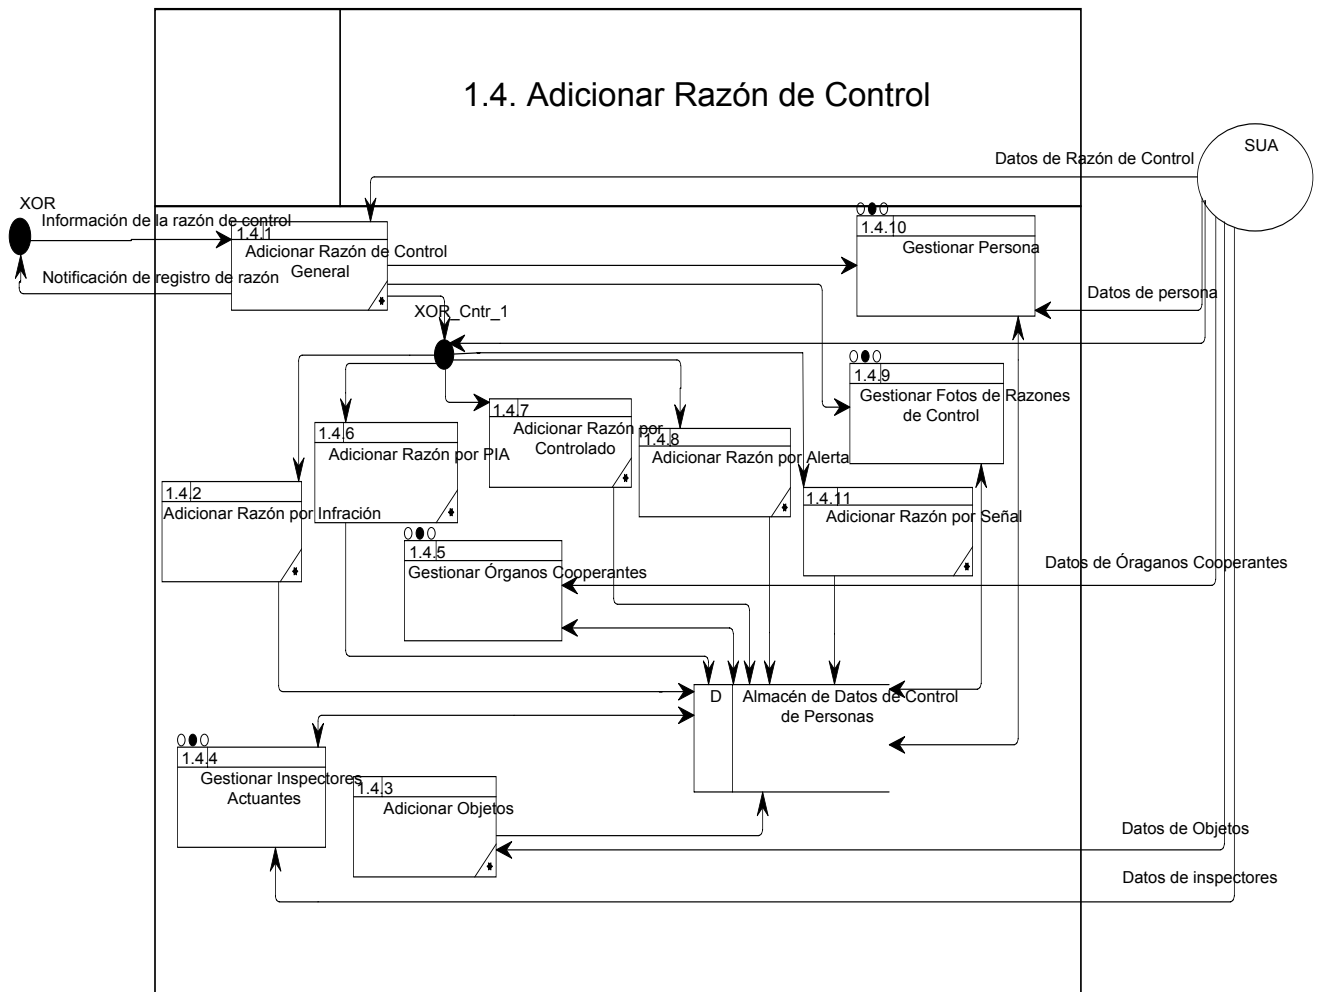 1.4. Adicionar Razón de Control
SUA
Datos de Razón de Control
XOR
Información de la razón de control
1.4.1
Adicionar Razón de Control
General
Notificación de registro de razón
1.4.10
Gestionar Persona
Datos de persona
XOR_Cntr_1
1.4.9
Gestionar Fotos de Razones
de Control
1.4.7
Adicionar Razón por
Controlado
1.4.6
Adicionar Razón por PIA
1.4.8
Adicionar Razón por Alerta
1.4.2
Adicionar Razón por Infración
1.4.11
Adicionar Razón por Señal
1.4.5
Gestionar Órganos Cooperantes
Datos de Óraganos Cooperantes
D
Almacén de Datos de Control
de Personas
1.4.4
Gestionar Inspectores
Actuantes
1.4.3
Adicionar Objetos
Datos de Objetos
Datos de inspectores